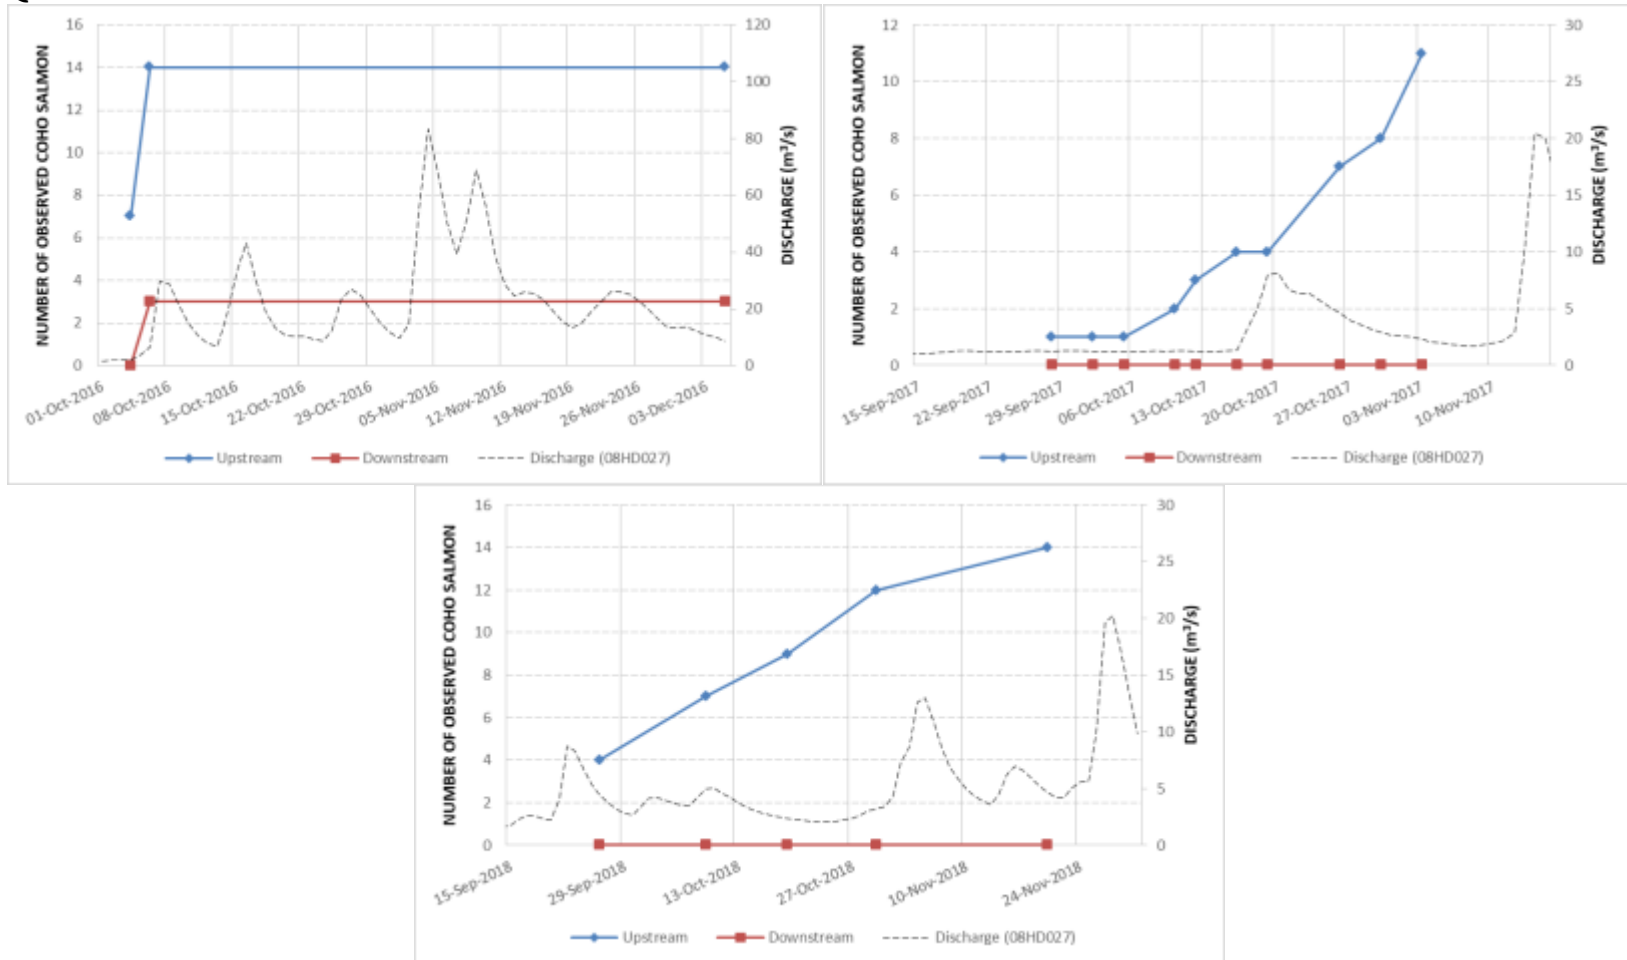 NUMBER OF OBSERVED COHO SALMON
16
14
12
10
8
6
4
2
0
120
100
80
60
40
20
0
DISCHARGE (m³/s)
01-Oct-2016
08-Oct-2016
15-Oct-2016
22-Oct-2016
29-Oct-2016
05-Nov-2016
12-Nov-2016
19-Nov-2016
26-Nov-2016
03-Dec-2016
Upstream Downstream Discharge (08HD027)
NUMBER OF OBSERVED COHO SALMON
12
10
8
6
4
2
0
30
25
20
15
10
5
0
DISCHARGE (m³/s)
15-Sep-2017
22-Sep-2017
29-Sep-2017
06-Oct-2017
13-Oct-2017
20-Oct-2017
27-Oct-2017
03-Nov-2017
10-Nov-2017
Upstream Downstream Discharge (08HD027)
NUMBER OF OBSERVED COHO SALMON
16
14
12
10
8
6
4
2
0
30
25
20
15
10
5
0
DISCHARGE (m³/s)
15-Sep-2018
29-Sep-2018
13-Oct-2018
27-Oct-2018
10-Nov-2018
24-Nov-2018
Upstream Downstream Discharge (08HD027)